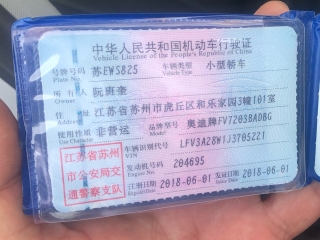 中华人民共和国机动车行驶证
Vehicle License of the People's Republic of China
号牌号码 苏EWS825 车辆类型 小型轿车
Plate No. Vehicle Type
所有人 阮班奎
Owner
住址 江苏省苏州市虎丘区和乐家园3幢101室
Address
使用性质 非营运 品牌型号 奥迪牌FV7203BADBG
Use Character Model
江苏省苏州市公安局交通警察支队
车辆识别代号 LFV3A28W1J3705221
VIN
发动机号码 204695
Engine No.
注册日期 2018-06-01 发证日期 2018-06-01
Register Date Issue Date